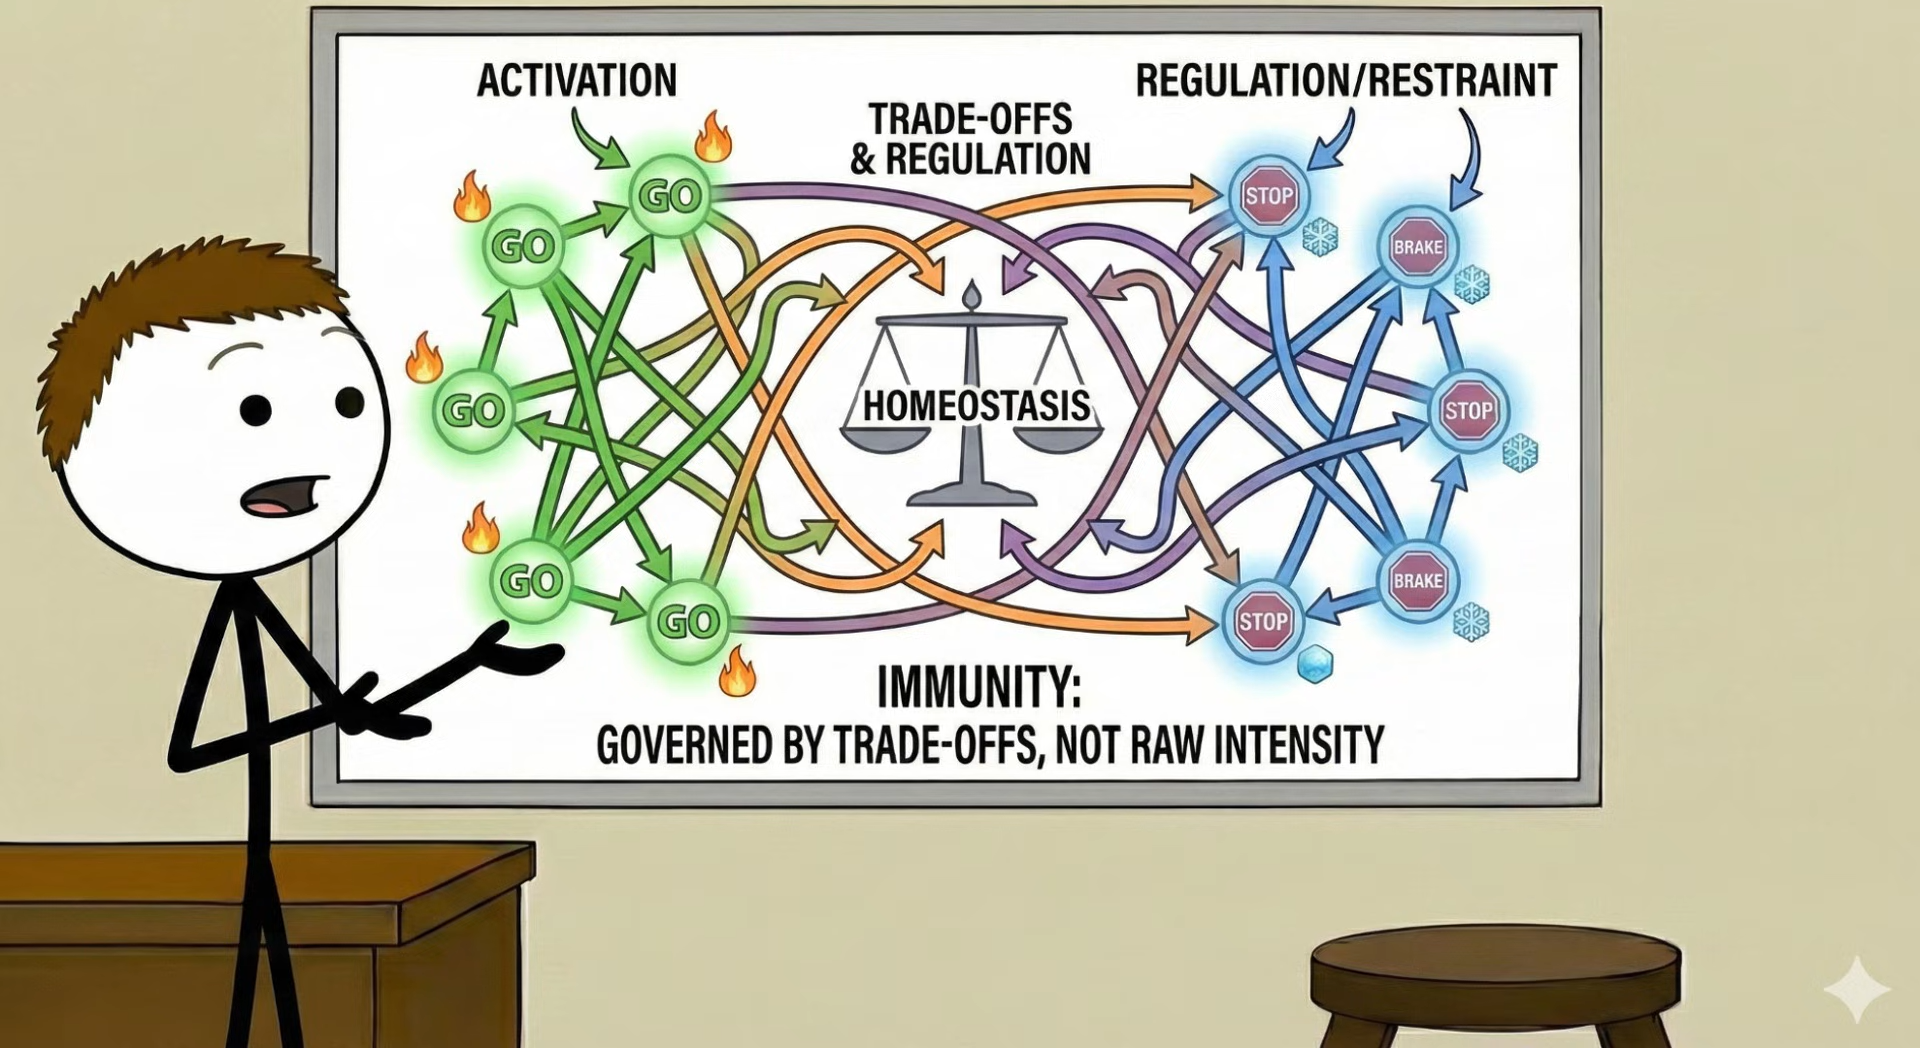 ACTIVATION
REGULATION/RESTRAINT
TRADE-OFFS
& REGULATION
GO
STOP
GO
BRAKE
GO
HOMEOSTASIS
STOP
GO
BRAKE
GO
STOP
IMMUNITY:
GOVERNED BY TRADE-OFFS, NOT RAW INTENSITY